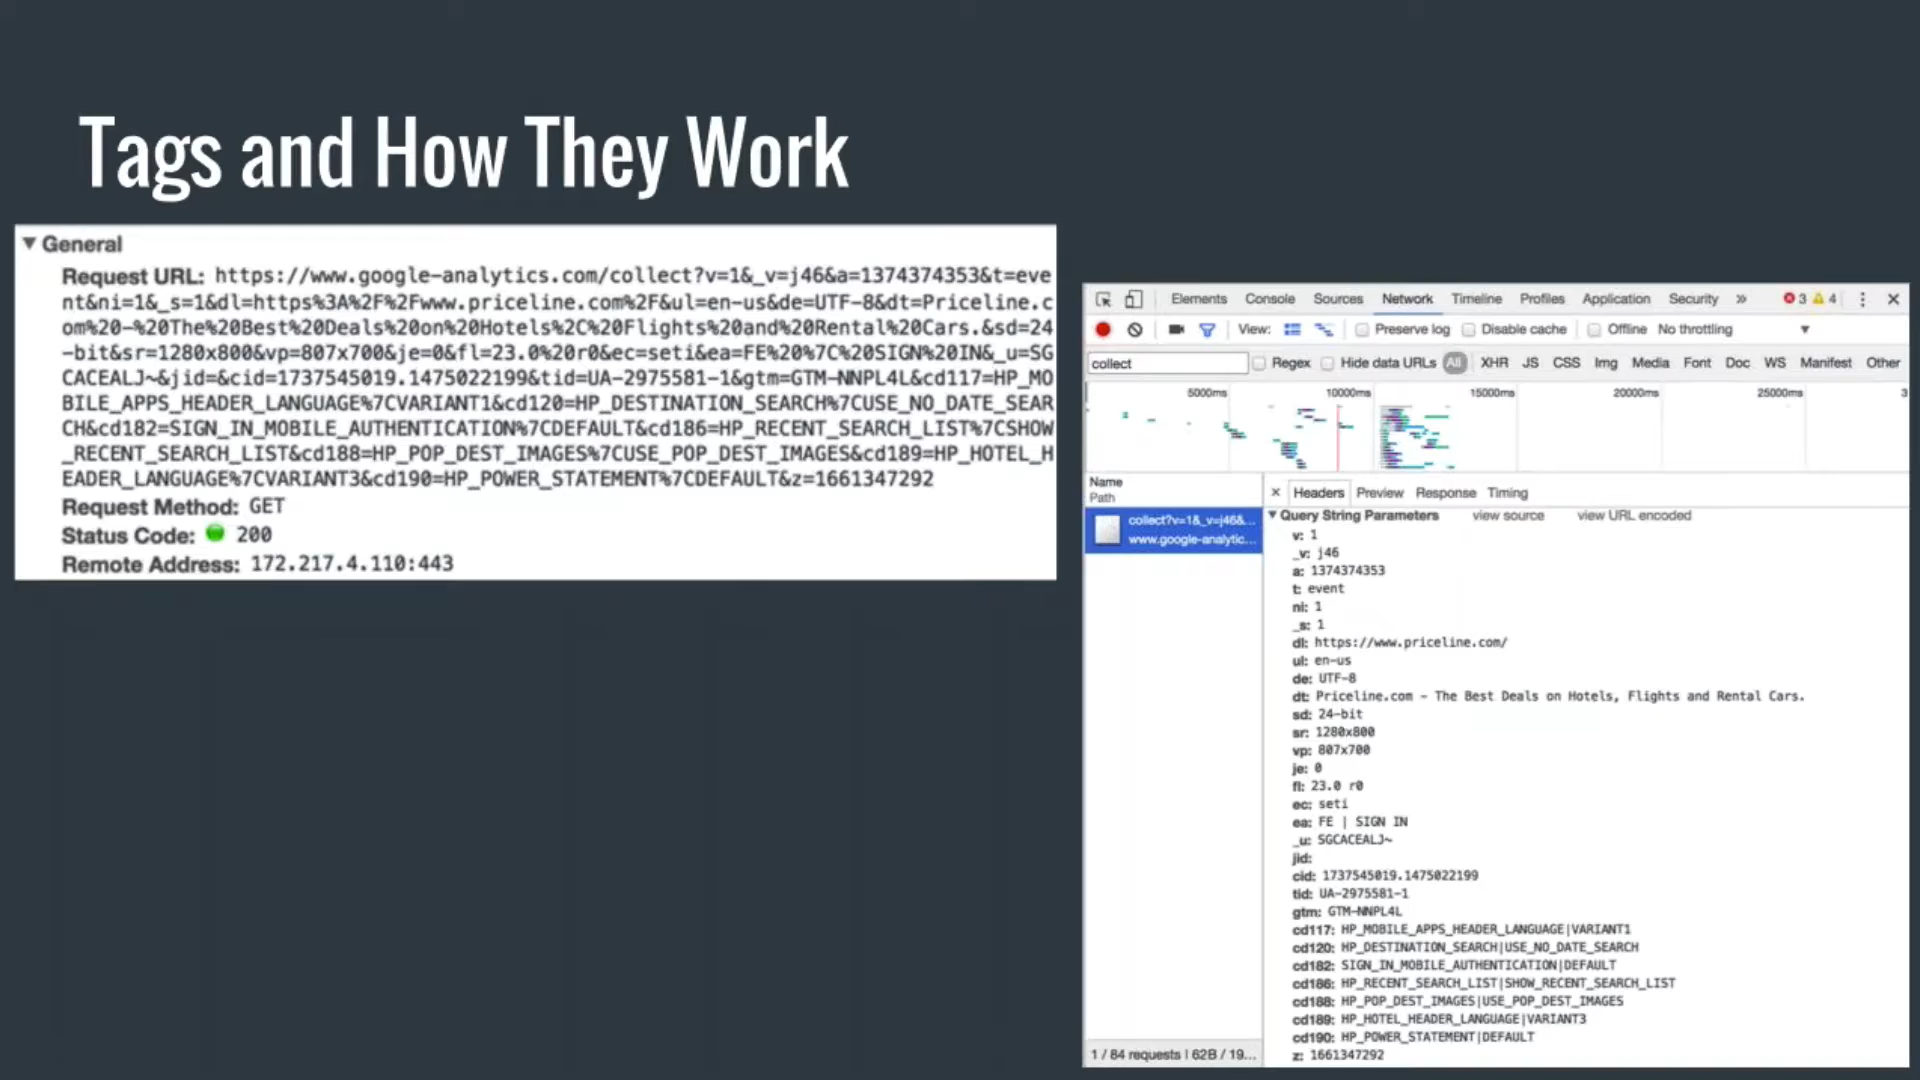 Tags and How They Work
General
Request URL: https://www.google-analytics.com/collect?v=1&_v=j46&a=1374374353&t=eve
nt&ni=1&_s=1&dl=https%3A%2F%2Fwww.priceline.com%2F&ul=en-us&de=UTF-8&dt=Priceline.c
om%20-%20The%20Best%20Deals%20on%20Hotels%2C%20Flights%20and%20Rental%20Cars.&sd=24
-bit&sr=1280x800&vp=807x700&je=0&fl=23.0%20r0&ec=seti&ea=FE%20%7C%20SIGN%20IN&_u=SG
CACEALJ~&jid=&cid=1737545019.1475022199&tid=UA-2975581-1&gtm=GTM-NNPL4L&cd117=HP_MO
BILE_APPS_HEADER_LANGUAGE%7CVARIANT1&cd120=HP_DESTINATION_SEARCH%7CUSE_NO_DATE_SEAR
CH&cd182=SIGN_IN_MOBILE_AUTHENTICATION%7CDEFAULT&cd186=HP_RECENT_SEARCH_LIST%7CSHOW
_RECENT_SEARCH_LIST&cd188=HP_POP_DEST_IMAGES%7CUSE_POP_DEST_IMAGES&cd189=HP_HOTEL_H
EADER_LANGUAGE%7CVARIANT3&cd190=HP_POWER_STATEMENT%7CDEFAULT&z=1661347292
Request Method: GET
Status Code: 200
Remote Address: 172.217.4.110:443
Elements Console Sources Network Timeline Profiles Application Security » 3 4
View: Preserve log Disable cache Offline No throttling
collect Regex Hide data URLs All XHR JS CSS Img Media Font Doc WS Manifest Other
5000ms 10000ms 15000ms 20000ms 25000ms 3
Name
Path
Headers Preview Response Timing
collect?v=1&_v=j46&...
www.google-analytic...
Query String Parameters view source view URL encoded
v: 1
_v: j46
a: 1374374353
t: event
ni: 1
_s: 1
dl: https://www.priceline.com/
ul: en-us
de: UTF-8
dt: Priceline.com - The Best Deals on Hotels, Flights and Rental Cars.
sd: 24-bit
sr: 1280x800
vp: 807x700
je: 0
fl: 23.0 r0
ec: seti
ea: FE | SIGN IN
_u: SGCACEALJ~
jid:
cid: 1737545019.1475022199
tid: UA-2975581-1
gtm: GTM-NNPL4L
cd117: HP_MOBILE_APPS_HEADER_LANGUAGE|VARIANT1
cd120: HP_DESTINATION_SEARCH|USE_NO_DATE_SEARCH
cd182: SIGN_IN_MOBILE_AUTHENTICATION|DEFAULT
cd186: HP_RECENT_SEARCH_LIST|SHOW_RECENT_SEARCH_LIST
cd188: HP_POP_DEST_IMAGES|USE_POP_DEST_IMAGES
cd189: HP_HOTEL_HEADER_LANGUAGE|VARIANT3
cd190: HP_POWER_STATEMENT|DEFAULT
z: 1661347292
1 / 84 requests | 62B / 19...